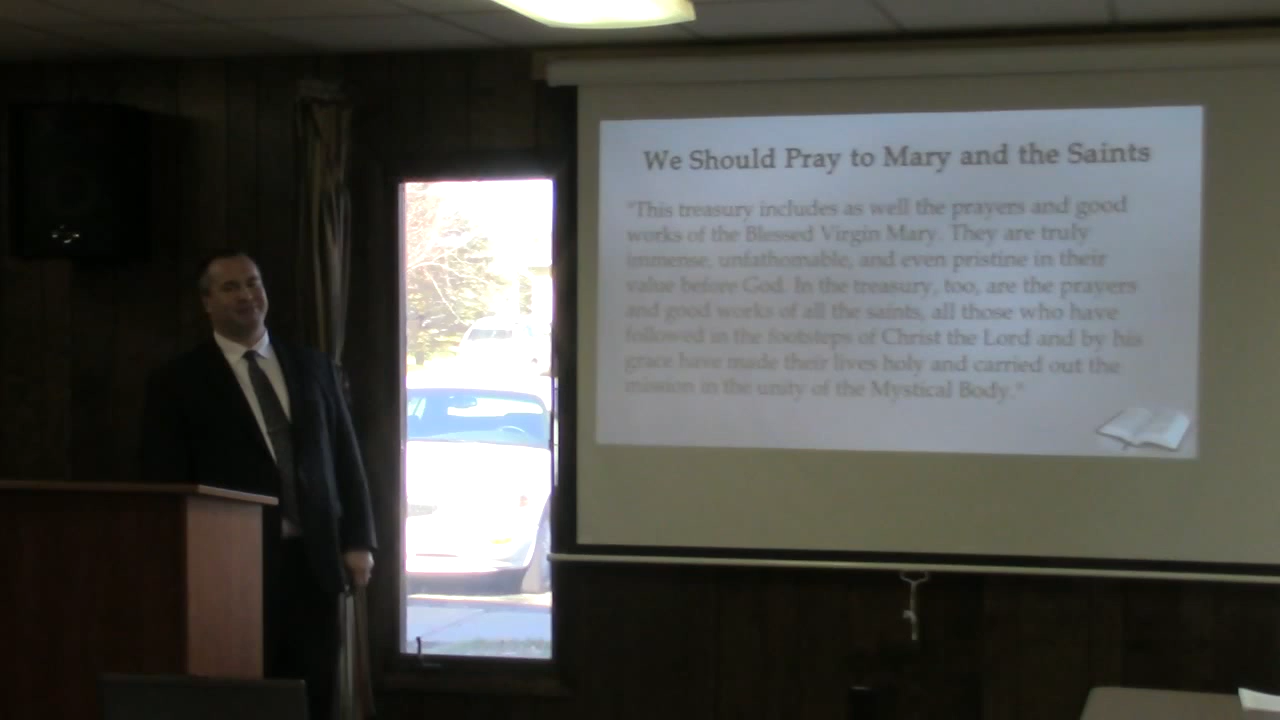 We Should Pray to Mary and the Saints
"This treasury includes as well the prayers and good
works of the Blessed Virgin Mary. They are truly
immense, unfathomable, and even pristine in their
value before God. In the treasury, too, are the prayers
and good works of all the saints, all those who have
followed in the footsteps of Christ the Lord and by his
grace have made their lives holy and carried out the
mission in the unity of the Mystical Body."